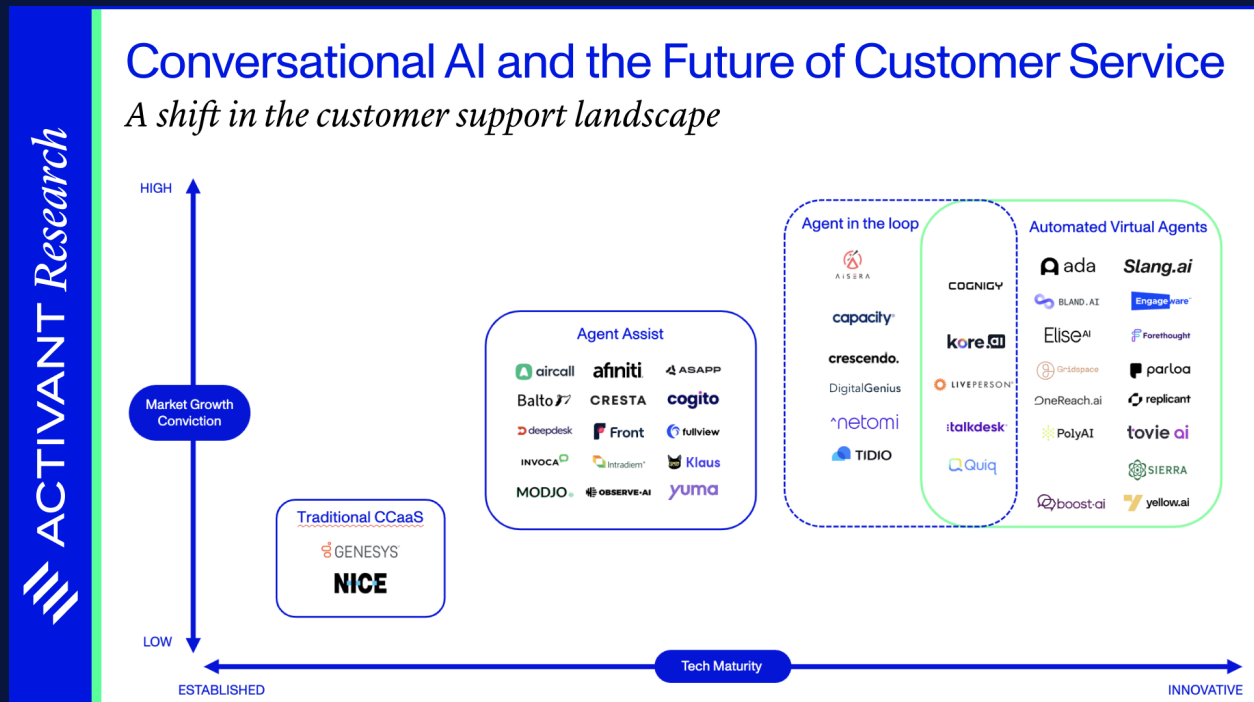 Conversational AI and the Future of Customer Service
A shift in the customer support landscape
ACTIVANT Research
HIGH
Market Growth
Conviction
LOW
Traditional CCaaS
GENESYS
NICE
Agent Assist
aircall afiniti ASAPP
Balto CRESTA cogito
deepdesk Front fullview
INVOCA Intradiem Klaus
MODJO OBSERVE•AI yuma
Agent in the loop
AISERA
capacity
crescendo.
DigitalGenius
netomi
TIDIO
COGNIGY
kore.ai
LIVEPERSON
talkdesk
Quiq
Automated Virtual Agents
ada Slang.ai
BLAND.AI Engageware
Elise AI Forethought
Gridspace parloa
OneReach.ai replicant
PolyAI tovie ai
SIERRA
boost.ai yellow.ai
Tech Maturity
ESTABLISHED
INNOVATIVE